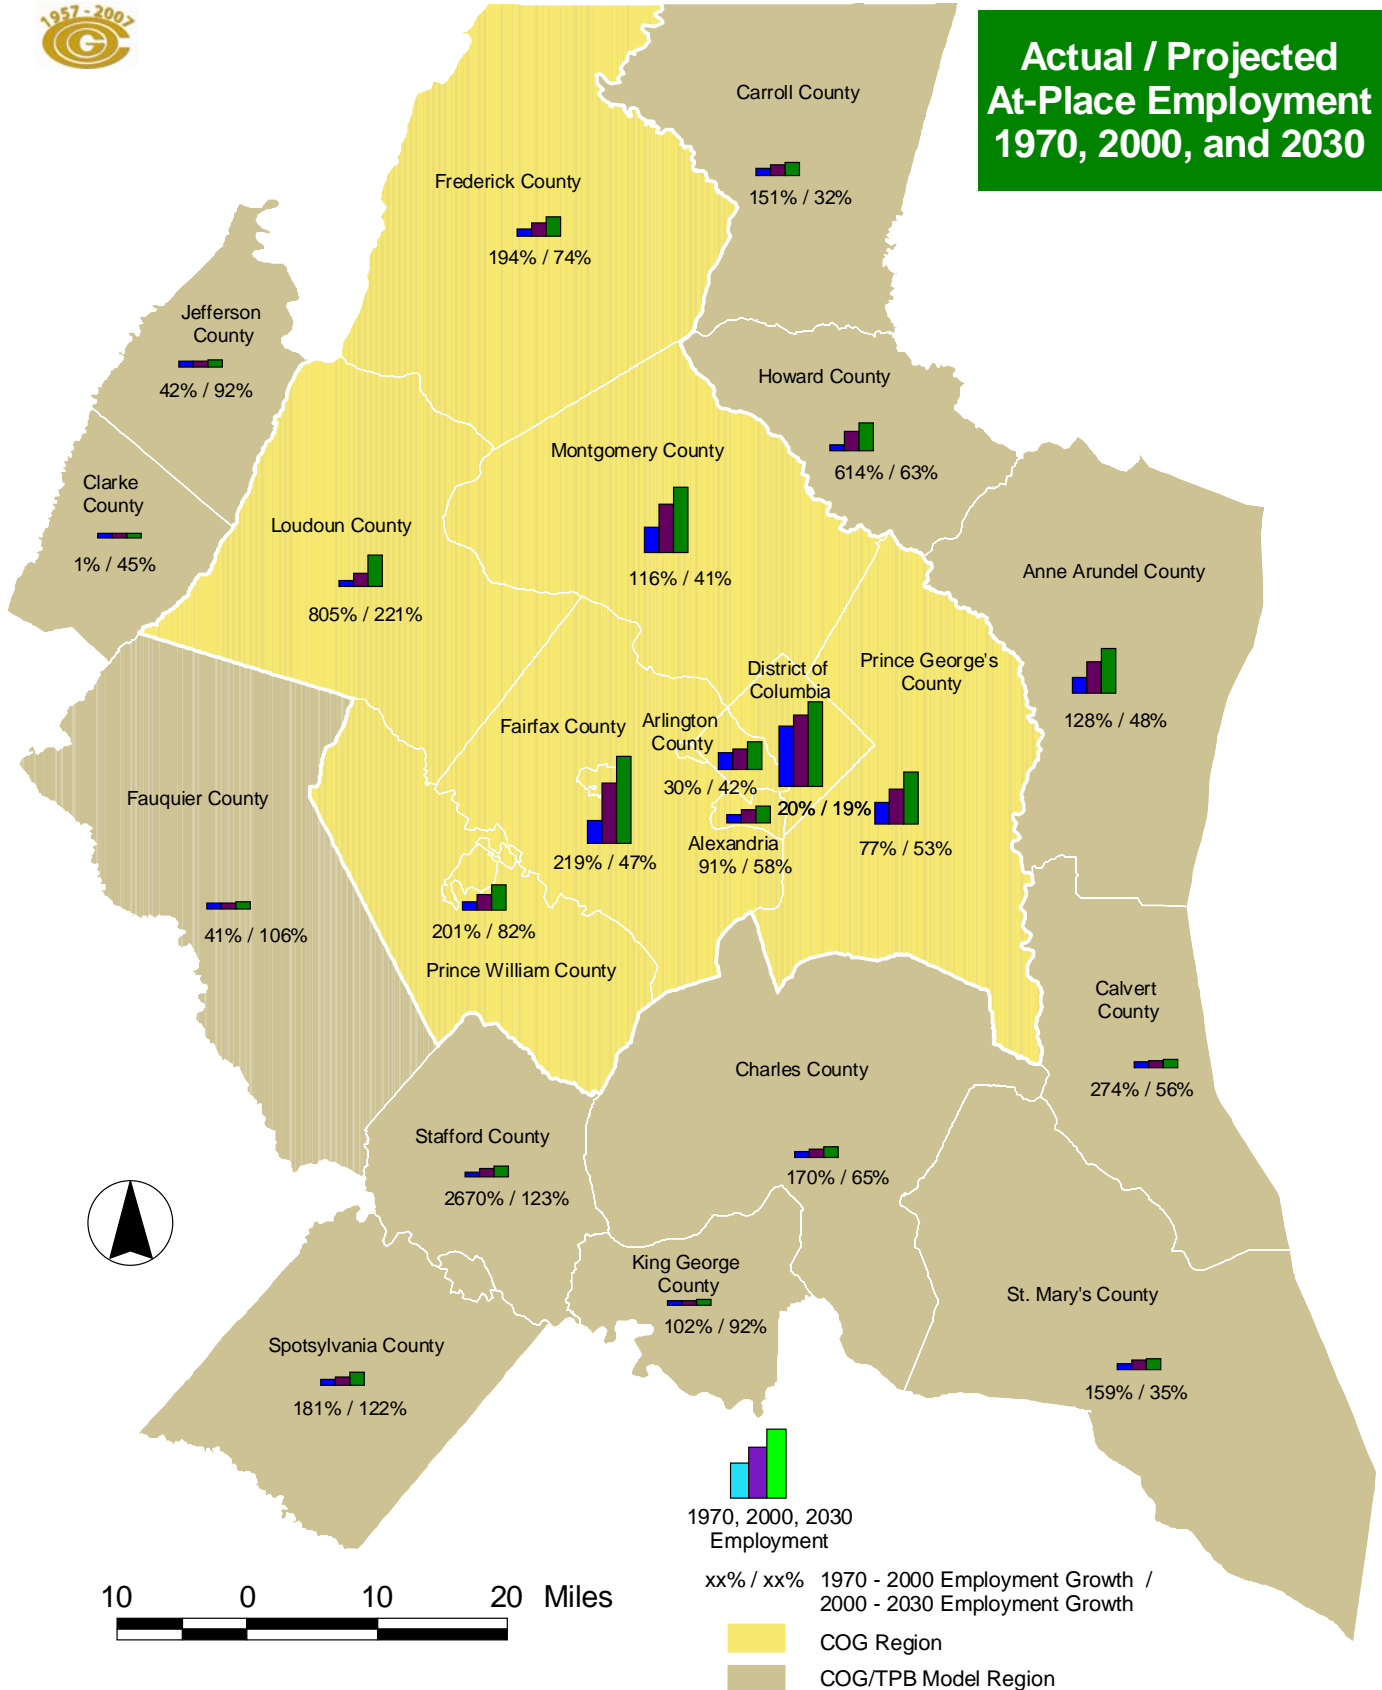 1957 - 2007
Actual / Projected
At-Place Employment
1970, 2000, and 2030
Carroll County
151% / 32%
Frederick County
194% / 74%
Jefferson
County
42% / 92%
Howard County
614% / 63%
Montgomery County
116% / 41%
Clarke
County
1% / 45%
Loudoun County
805% / 221%
Anne Arundel County
128% / 48%
Prince George's
County
77% / 53%
District of
Columbia
20% / 19%
Arlington
County
30% / 42%
Fairfax County
219% / 47%
Alexandria
91% / 58%
Fauquier County
41% / 106%
201% / 82%
Prince William County
Calvert
County
274% / 56%
Charles County
170% / 65%
Stafford County
2670% / 123%
King George
County
102% / 92%
St. Mary's County
159% / 35%
Spotsylvania County
181% / 122%
1970, 2000, 2030
Employment
xx% / xx% 1970 - 2000 Employment Growth /
2000 - 2030 Employment Growth
10 0 10 20 Miles
COG Region
COG/TPB Model Region